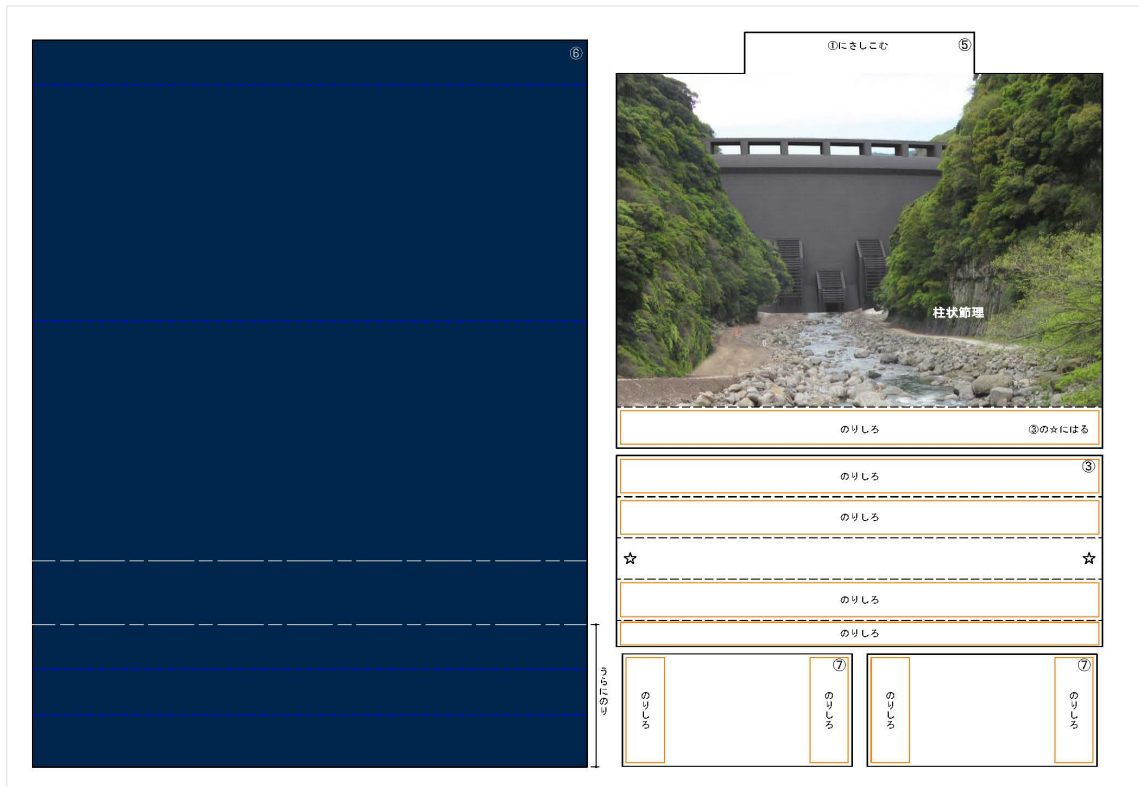 ⑥
うらにのり
①にさしこむ
⑤
柱状節理
のりしろ
③の☆にはる
③
のりしろ
のりしろ
☆ ☆
のりしろ
のりしろ
⑦
のりしろ
のりしろ
⑦
のりしろ
のりしろ